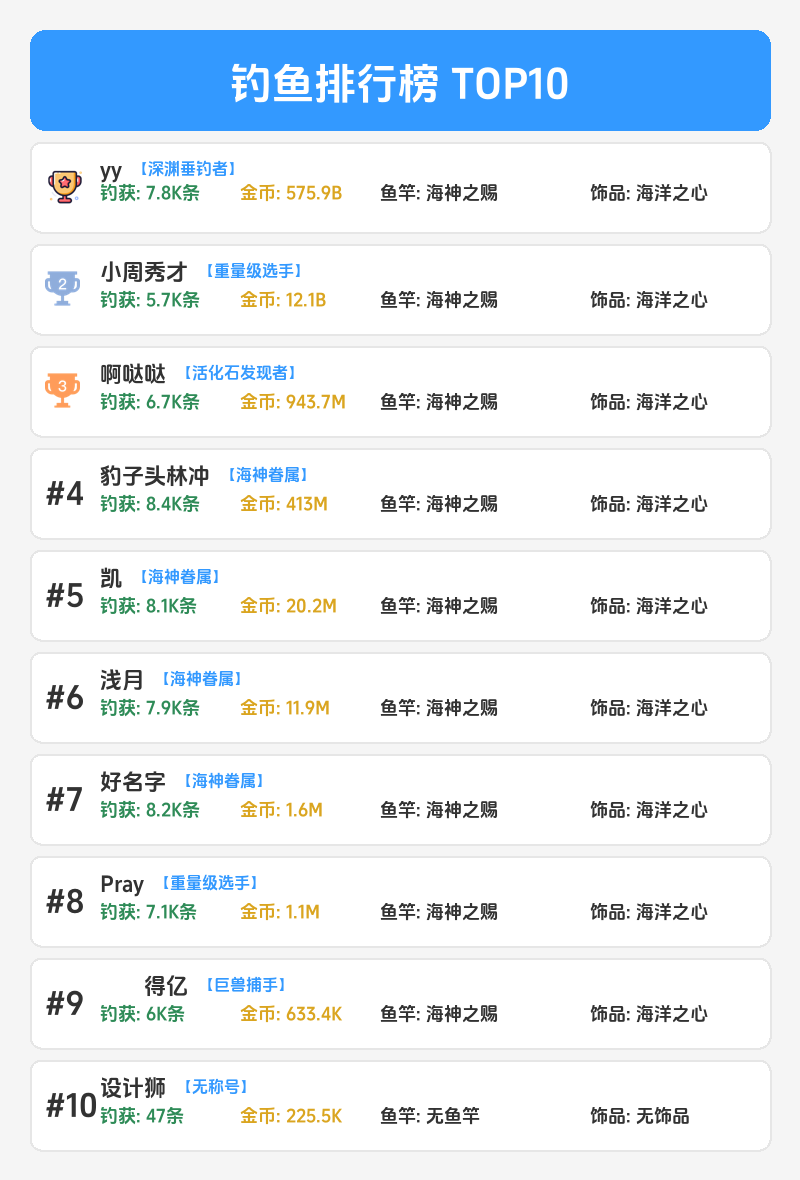 钓鱼排行榜 TOP10
yy 【深渊垂钓者】
钓获: 7.8K条 金币: 575.9B 鱼竿: 海神之赐 饰品: 海洋之心
2
小周秀才 【重量级选手】
钓获: 5.7K条 金币: 12.1B 鱼竿: 海神之赐 饰品: 海洋之心
3
啊哒哒 【活化石发现者】
钓获: 6.7K条 金币: 943.7M 鱼竿: 海神之赐 饰品: 海洋之心
#4
豹子头林冲 【海神眷属】
钓获: 8.4K条 金币: 413M 鱼竿: 海神之赐 饰品: 海洋之心
#5
凯 【海神眷属】
钓获: 8.1K条 金币: 20.2M 鱼竿: 海神之赐 饰品: 海洋之心
#6
浅月 【海神眷属】
钓获: 7.9K条 金币: 11.9M 鱼竿: 海神之赐 饰品: 海洋之心
#7
好名字 【海神眷属】
钓获: 8.2K条 金币: 1.6M 鱼竿: 海神之赐 饰品: 海洋之心
#8
Pray 【重量级选手】
钓获: 7.1K条 金币: 1.1M 鱼竿: 海神之赐 饰品: 海洋之心
#9
得亿 【巨兽捕手】
钓获: 6K条 金币: 633.4K 鱼竿: 海神之赐 饰品: 海洋之心
#10
设计狮 【无称号】
钓获: 47条 金币: 225.5K 鱼竿: 无鱼竿 饰品: 无饰品